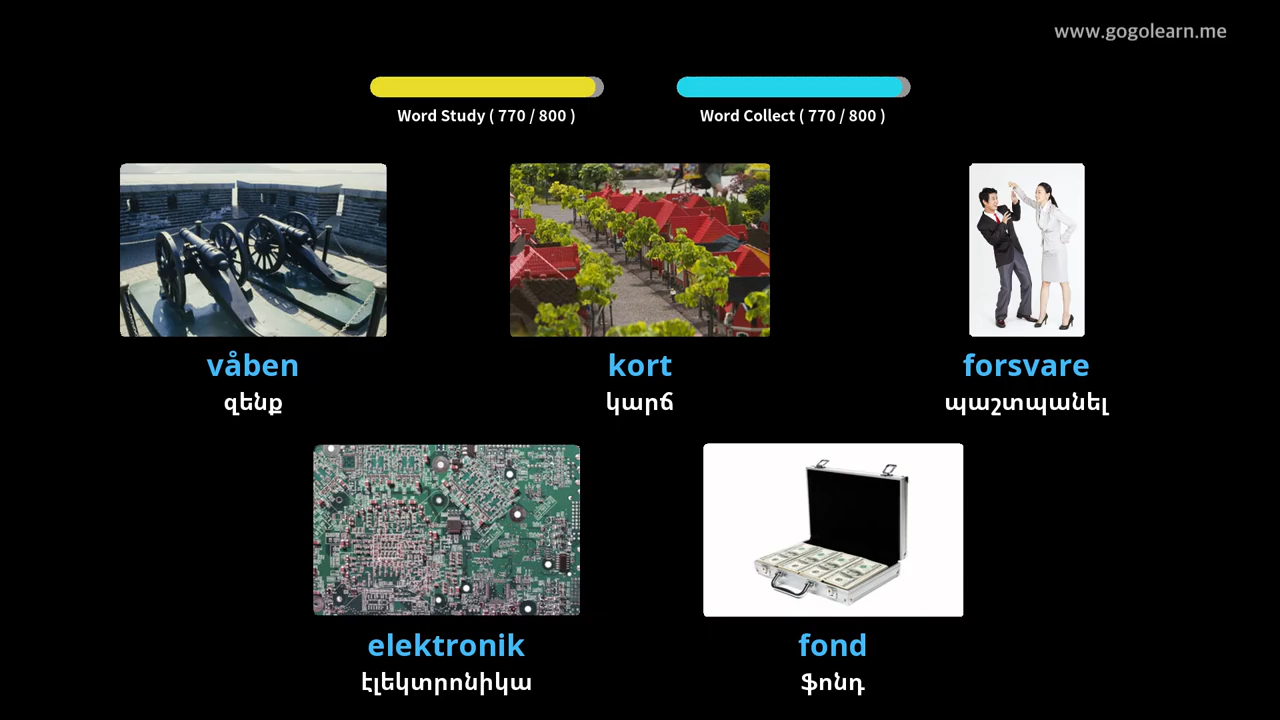 www.gogolearn.me
Word Study ( 770 / 800 )
Word Collect ( 770 / 800 )
våben
kort
forsvare
զենք
կարճ
պաշտպանել
elektronik
fond
էլեկտրոնիկա
ֆոնդ